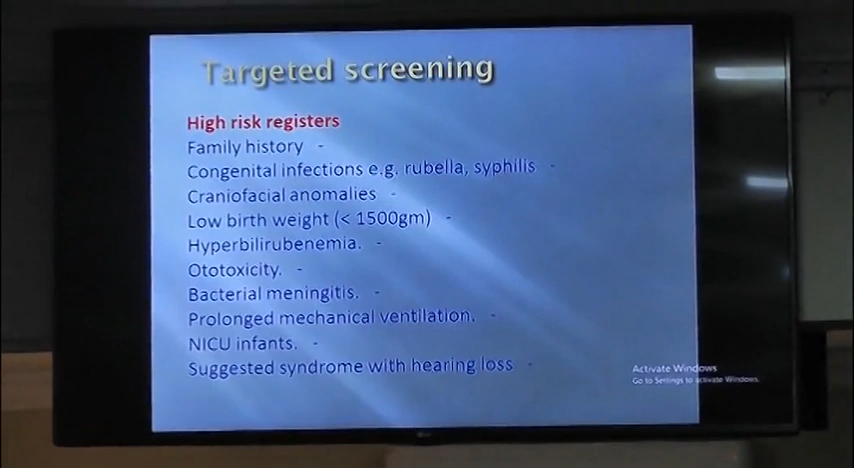 Targeted screening
High risk registers
Family history -
Congenital infections e.g. rubella, syphilis -
Craniofacial anomalies -
Low birth weight (< 1500gm) -
Hyperbilirubenemia. -
Ototoxicity. -
Bacterial meningitis. -
Prolonged mechanical ventilation. -
NICU infants. -
Suggested syndrome with hearing loss -
Activate Windows
Go to Settings to activate Windows.